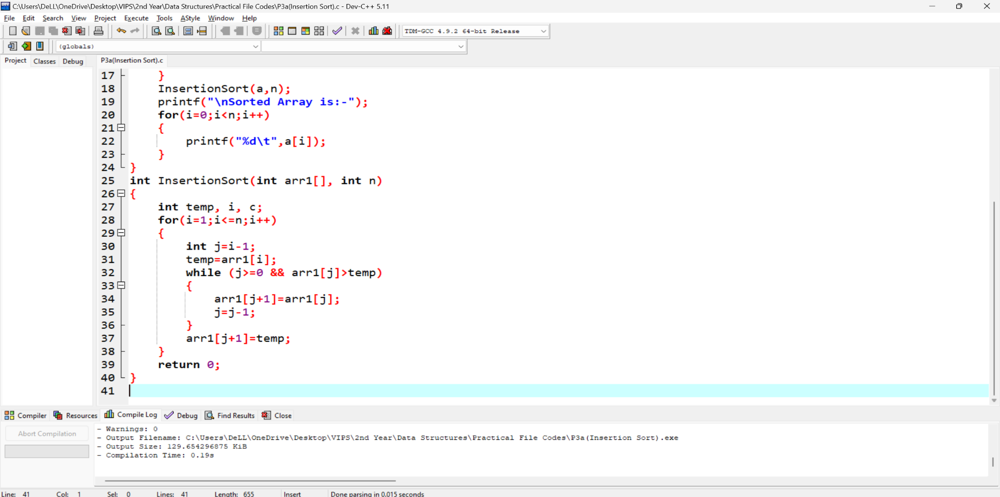 C:\Users\DeLL\OneDrive\Desktop\VIPS\2nd Year\Data Structures\Practical File Codes\P3a(Insertion Sort).c - Dev-C++ 5.11
File Edit Search View Project Execute Tools AStyle Window Help
TDM-GCC 4.9.2 64-bit Release
(globals)
Project Classes Debug P3a(Insertion Sort).c
17 }
18 InsertionSort(a,n);
19 printf("\nSorted Array is:-");
20 for(i=0;i<n;i++)
21 {
22 printf("%d\t",a[i]);
23 }
24 }
25 int InsertionSort(int arr1[], int n)
26 {
27 int temp, i, c;
28 for(i=1;i<=n;i++)
29 {
30 int j=i-1;
31 temp=arr1[i];
32 while (j>=0 && arr1[j]>temp)
33 {
34 arr1[j+1]=arr1[j];
35 j=j-1;
36 }
37 arr1[j+1]=temp;
38 }
39 return 0;
40 }
41
Compiler Resources Compile Log Debug Find Results Close
Abort Compilation
- Warnings: 0
- Output Filename: C:\Users\DeLL\OneDrive\Desktop\VIPS\2nd Year\Data Structures\Practical File Codes\P3a(Insertion Sort).exe
- Output Size: 129.654296875 KiB
- Compilation Time: 0.19s
Line: 41 Col: 1 Sel: 0 Lines: 41 Length: 655 Insert Done parsing in 0.015 seconds